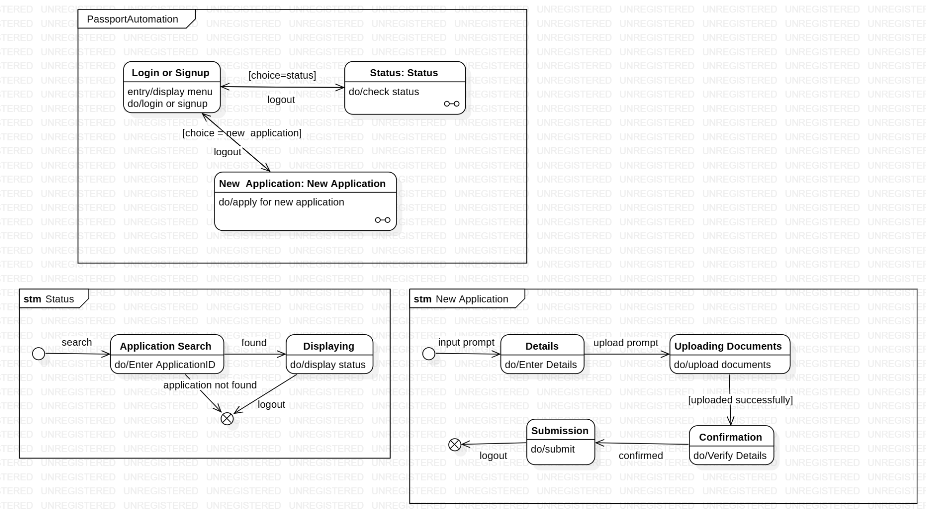 PassportAutomation
Login or Signup
entry/display menu
do/login or signup
[choice=status]
logout
Status: Status
do/check status
[choice = new  application]
logout
New  Application: New Application
do/apply for new application
stm Status
search
Application Search
do/Enter ApplicationID
found
Displaying
do/display status
application not found
logout
stm New Application
input prompt
Details
do/Enter Details
upload prompt
Uploading Documents
do/upload documents
[uploaded successfully]
Confirmation
do/Verify Details
confirmed
Submission
do/submit
logout
UNREGISTERED